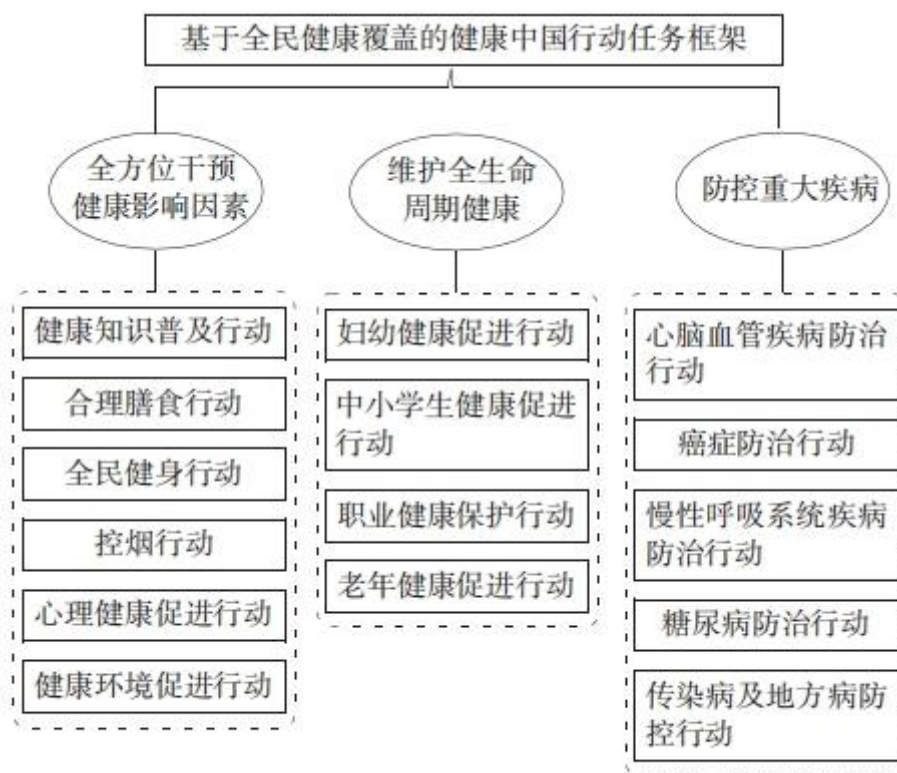 基于全民健康覆盖的健康中国行动任务框架
全方位干预
健康影响因素
健康知识普及行动
合理膳食行动
全民健身行动
控烟行动
心理健康促进行动
健康环境促进行动
维护全生命
周期健康
妇幼健康促进行动
中小学生健康促进
行动
职业健康保护行动
老年健康促进行动
防控重大疾病
心脑血管疾病防治
行动
癌症防治行动
慢性呼吸系统疾病
防治行动
糖尿病防治行动
传染病及地方病防
控行动